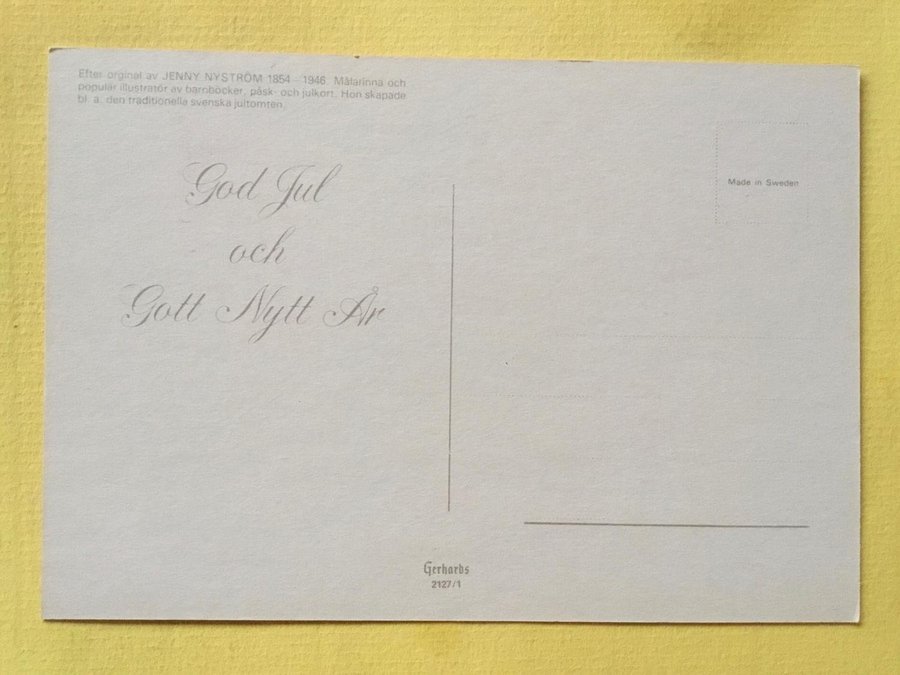 Efter orginal av JENNY NYSTRÖM 1854 - 1946. Målarinna och
populär illustratör av barnböcker, påsk- och julkort. Hon skapade
bl. a. den traditionella svenska jultomten.
God Jul
och
Gott Nytt År
Made in Sweden
Gerhards
2127/1